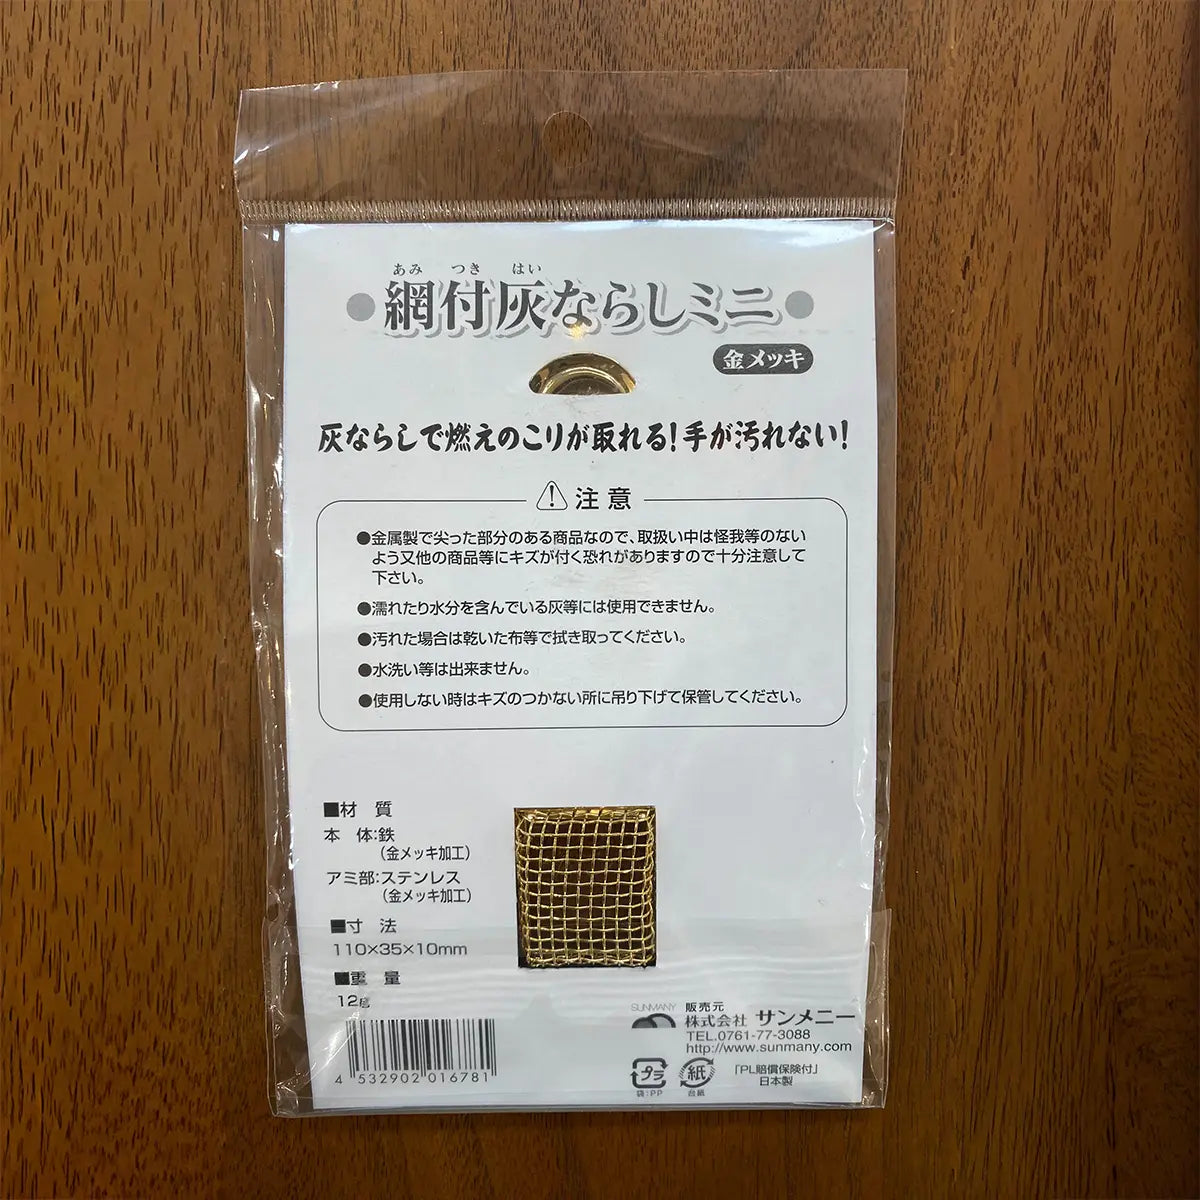 あみ つき はい
●網付灰ならしミニ●
金メッキ
灰ならしで燃えのこりが取れる!手が汚れない!
注意
●金属製で尖った部分のある商品なので、取扱い中は怪我等のない
よう又他の商品等にキズが付く恐れがありますので十分注意して
下さい。
●濡れたり水分を含んでいる灰等には使用できません。
●汚れた場合は乾いた布等で拭き取ってください。
●水洗い等は出来ません。
●使用しない時はキズのつかない所に吊り下げて保管してください。
■材 質
本 体:鉄
(金メッキ加工)
アミ部:ステンレス
(金メッキ加工)
■寸 法
110×35×10mm
■重 量
12g
4 532902 016781
SUNMANY 販売元
株式会社 サンメニー
TEL.0761-77-3088
http://www.sunmany.com
プラ
袋:PP
紙
台紙
「PL賠償保険付」
日本製